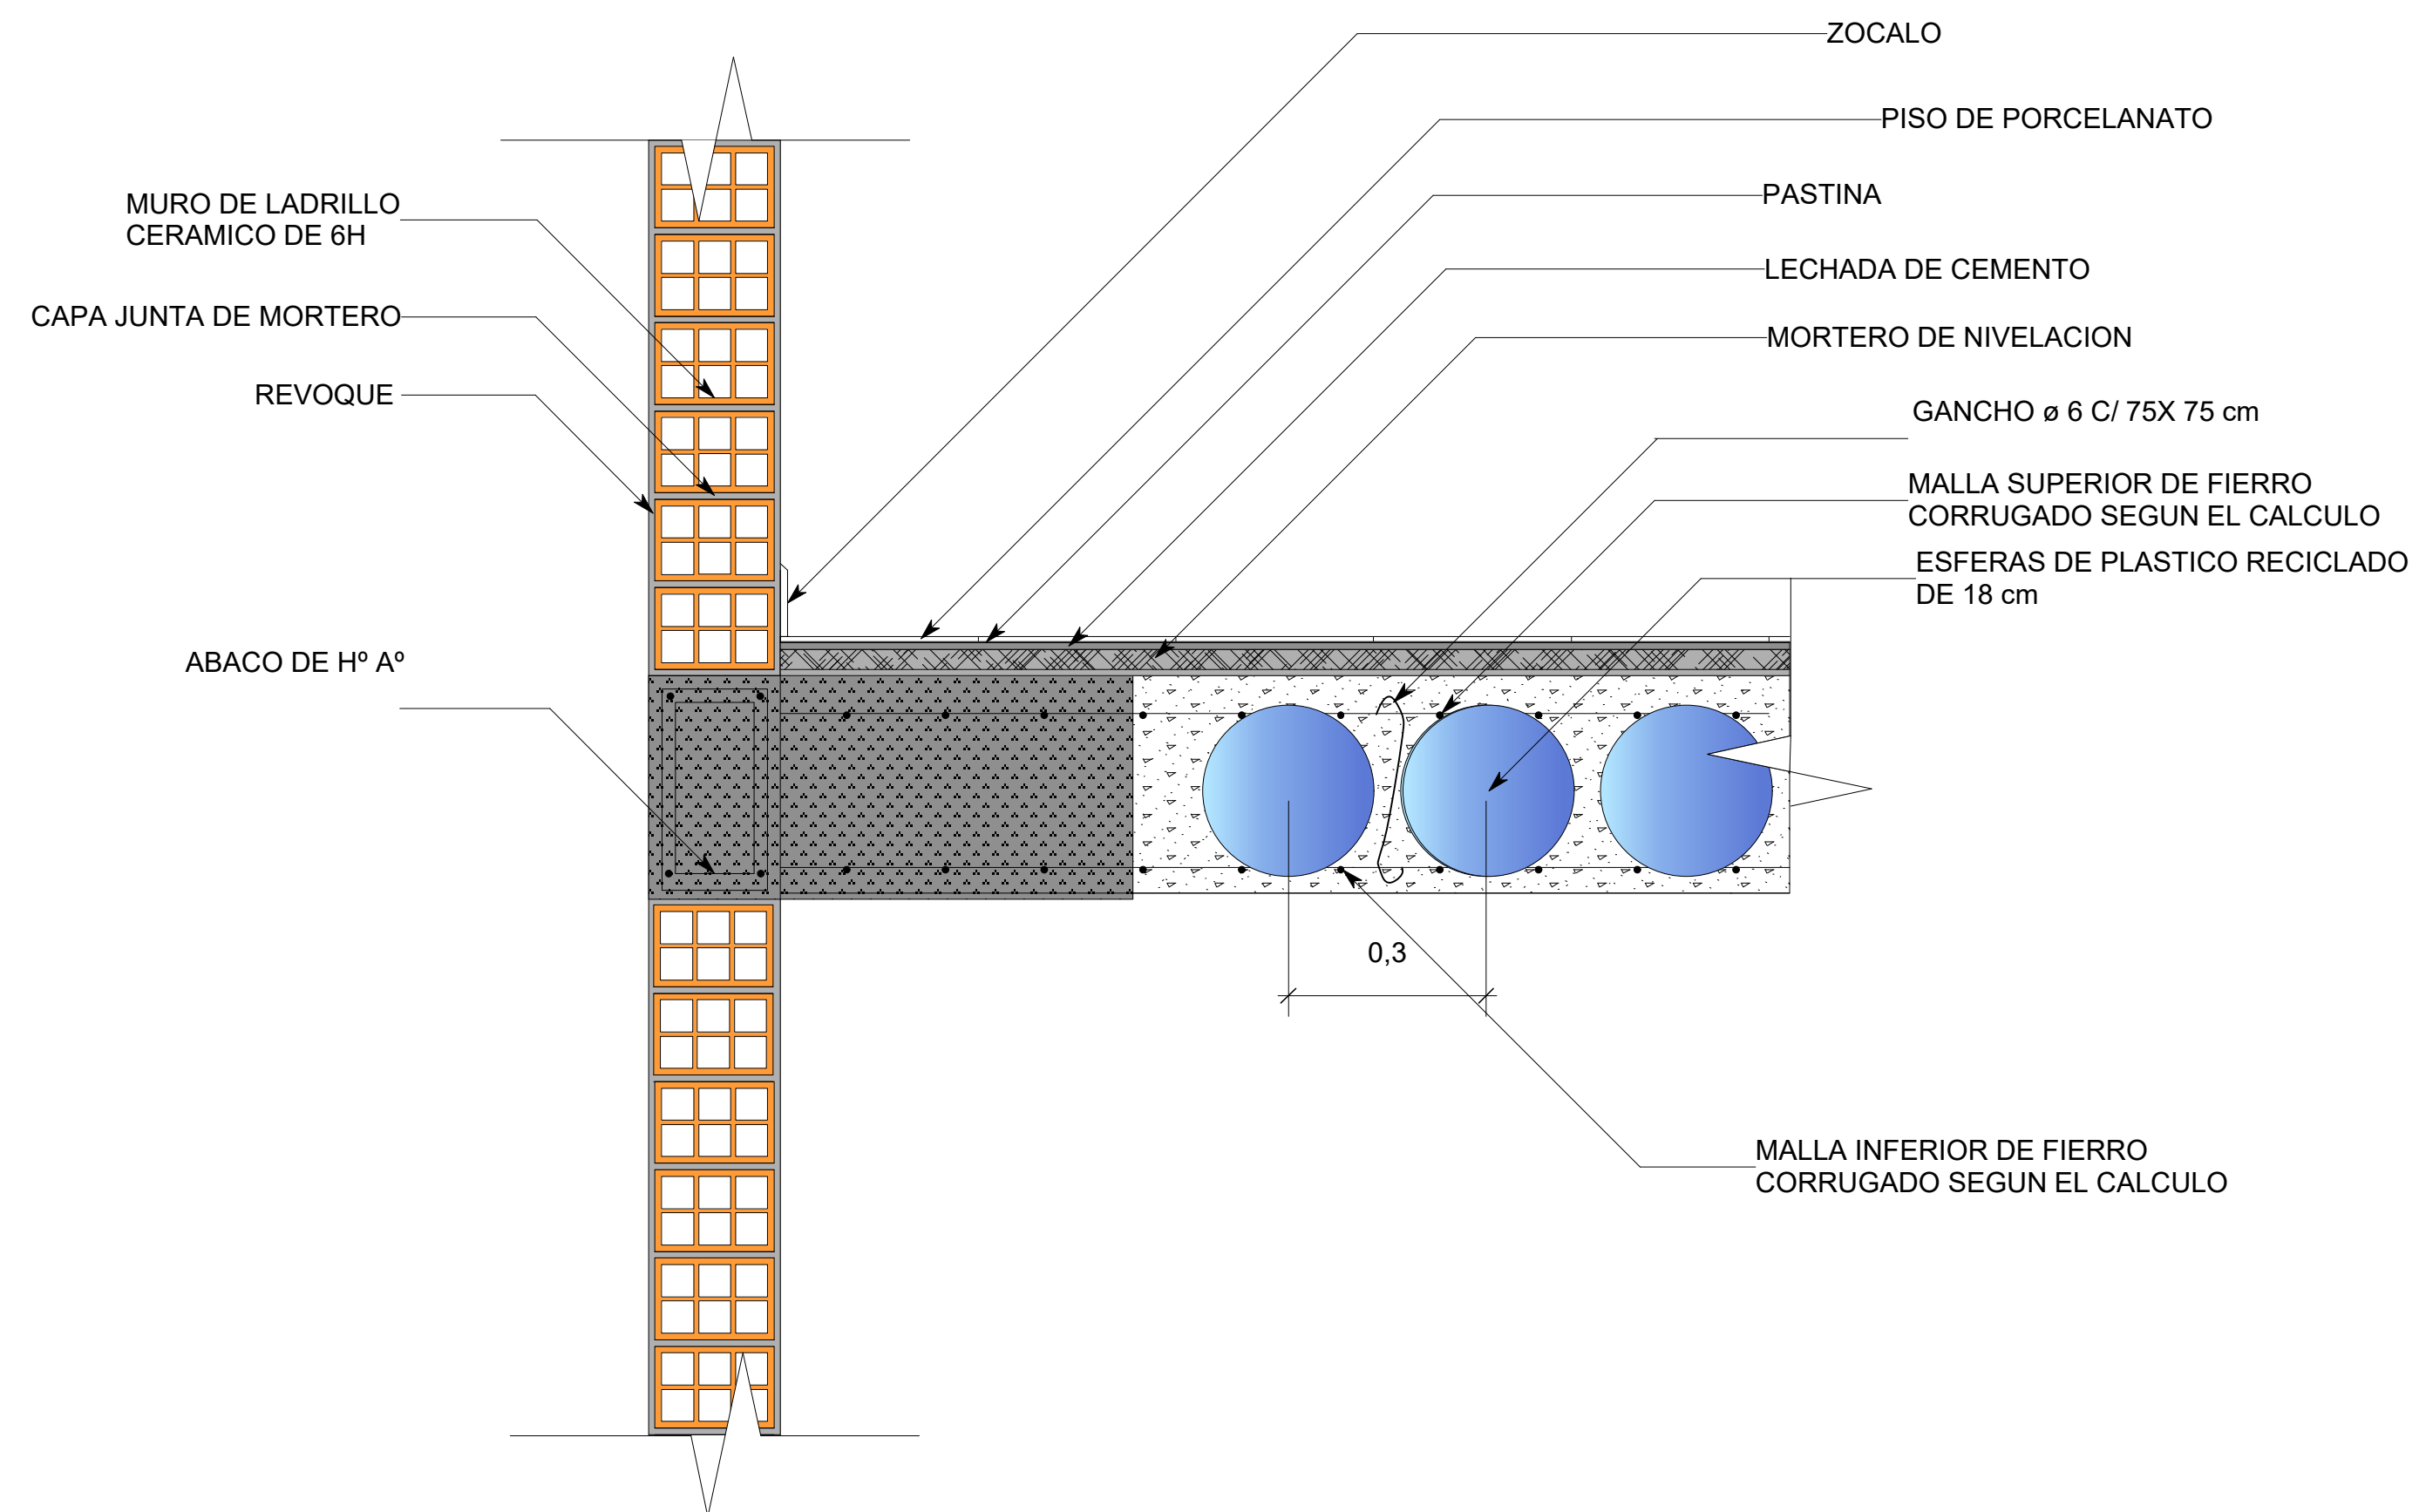 ZOCALO
PISO DE PORCELANATO
PASTINA
LECHADA DE CEMENTO
MORTERO DE NIVELACION
GANCHO ø 6 C/ 75X 75 cm
MALLA SUPERIOR DE FIERRO
CORRUGADO SEGUN EL CALCULO
ESFERAS DE PLASTICO RECICLADO
DE 18 cm
MURO DE LADRILLO
CERAMICO DE 6H
CAPA JUNTA DE MORTERO
REVOQUE
ABACO DE Hº Aº
0,3
MALLA INFERIOR DE FIERRO
CORRUGADO SEGUN EL CALCULO